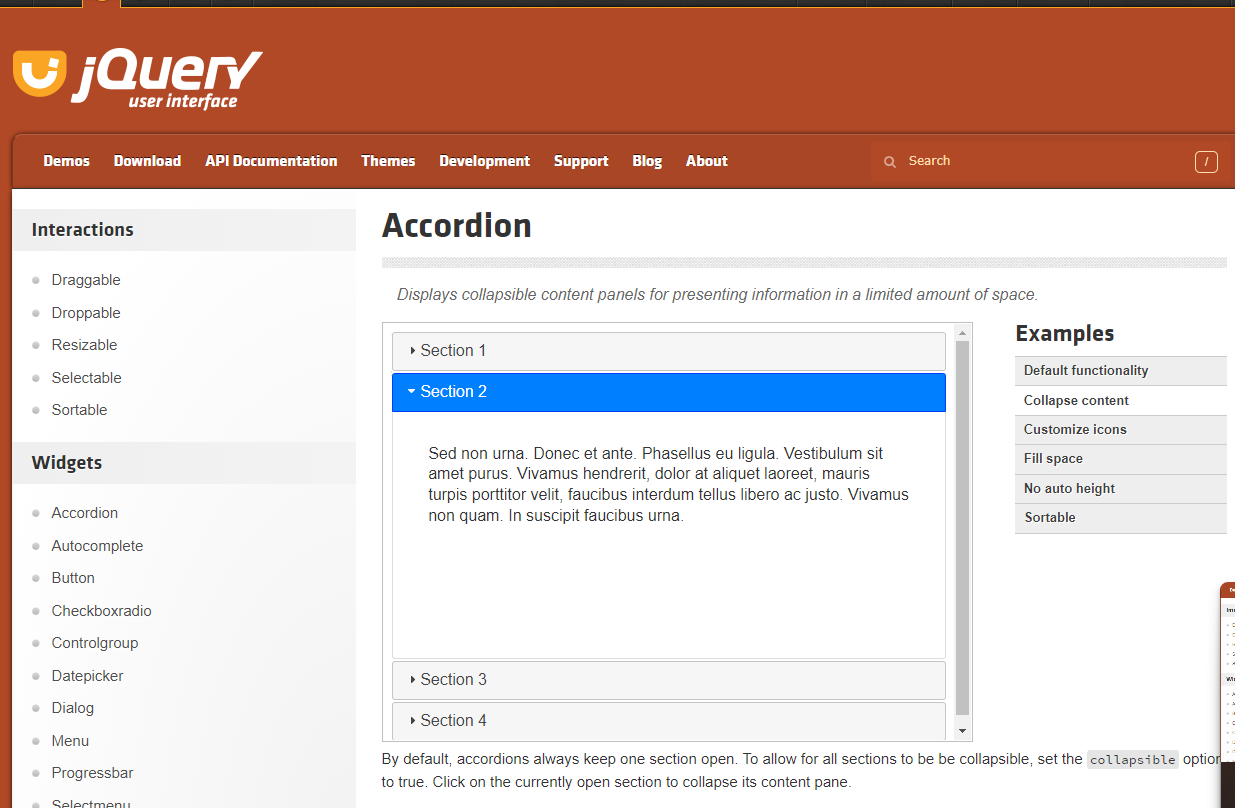 jQuery
user interface
Demos Download API Documentation Themes Development Support Blog About Search /
Interactions
Draggable
Droppable
Resizable
Selectable
Sortable
Widgets
Accordion
Autocomplete
Button
Checkboxradio
Controlgroup
Datepicker
Dialog
Menu
Progressbar
Selectmenu
Accordion
Displays collapsible content panels for presenting information in a limited amount of space.
Section 1
Section 2
Sed non urna. Donec et ante. Phasellus eu ligula. Vestibulum sit
amet purus. Vivamus hendrerit, dolor at aliquet laoreet, mauris
turpis porttitor velit, faucibus interdum tellus libero ac justo. Vivamus
non quam. In suscipit faucibus urna.
Section 3
Section 4
By default, accordions always keep one section open. To allow for all sections to be be collapsible, set the collapsible option
to true. Click on the currently open section to collapse its content pane.
Examples
Default functionality
Collapse content
Customize icons
Fill space
No auto height
Sortable